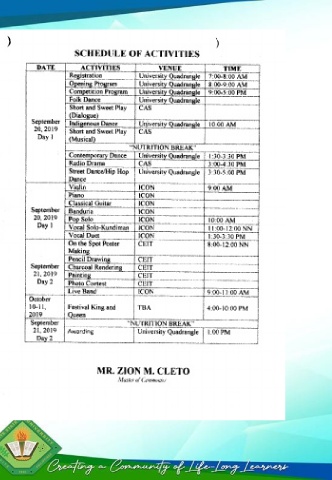 )
)
SCHEDULE OF ACTIVITIES
DATE ACTIVITIES VENUE TIME
Registration University Quadrangle 7:00-8:00 AM
Opening Program University Quadrangle 8:00-9:00 AM
Competition Program University Quadrangle 9:00-5:00 PM
Folk Dance University Quadrangle
Short and Sweet Play CAS
(Dialogue)
September 20, 2019 Day 1
Indigenous Dance University Quadrangle 10:00 AM
Short and Sweet Play CAS
(Musical)
"NUTRITION BREAK"
Contemporary Dance University Quadrangle 1:30-3:30 PM
Radio Drama CAS 3:00-4:30 PM
Street Dance/Hip Hop University Quadrangle 3:30-5:00 PM
Dance
Violin ICON 9:00 AM
Piano ICON
Classical Guitar ICON
September Banduria ICON
20, 2019 Pop Solo ICON 10:00 AM
Day 1 Vocal Solo-Kundiman ICON 11:00-12:00 NN
Vocal Duet ICON 1:30-3:30 PM
On the Spot Poster CEIT 8:00-12:00 NN
Making
Pencil Drawing CEIT
September Charcoal Rendering CEIT
21, 2019 Painting CEIT
Day 2 Photo Contest CEIT
Live Band ICON 9:00-11:00 AM
October
10-11, Festival King and TBA 4:00-10:00 PM
2019 Queen
September "NUTRITION BREAK"
21, 2019 Awarding University Quadrangle 1:00 PM
Day 2
MR. ZION M. CLETO
Master of Ceremonies
Creating a Community of Life-Long Learners